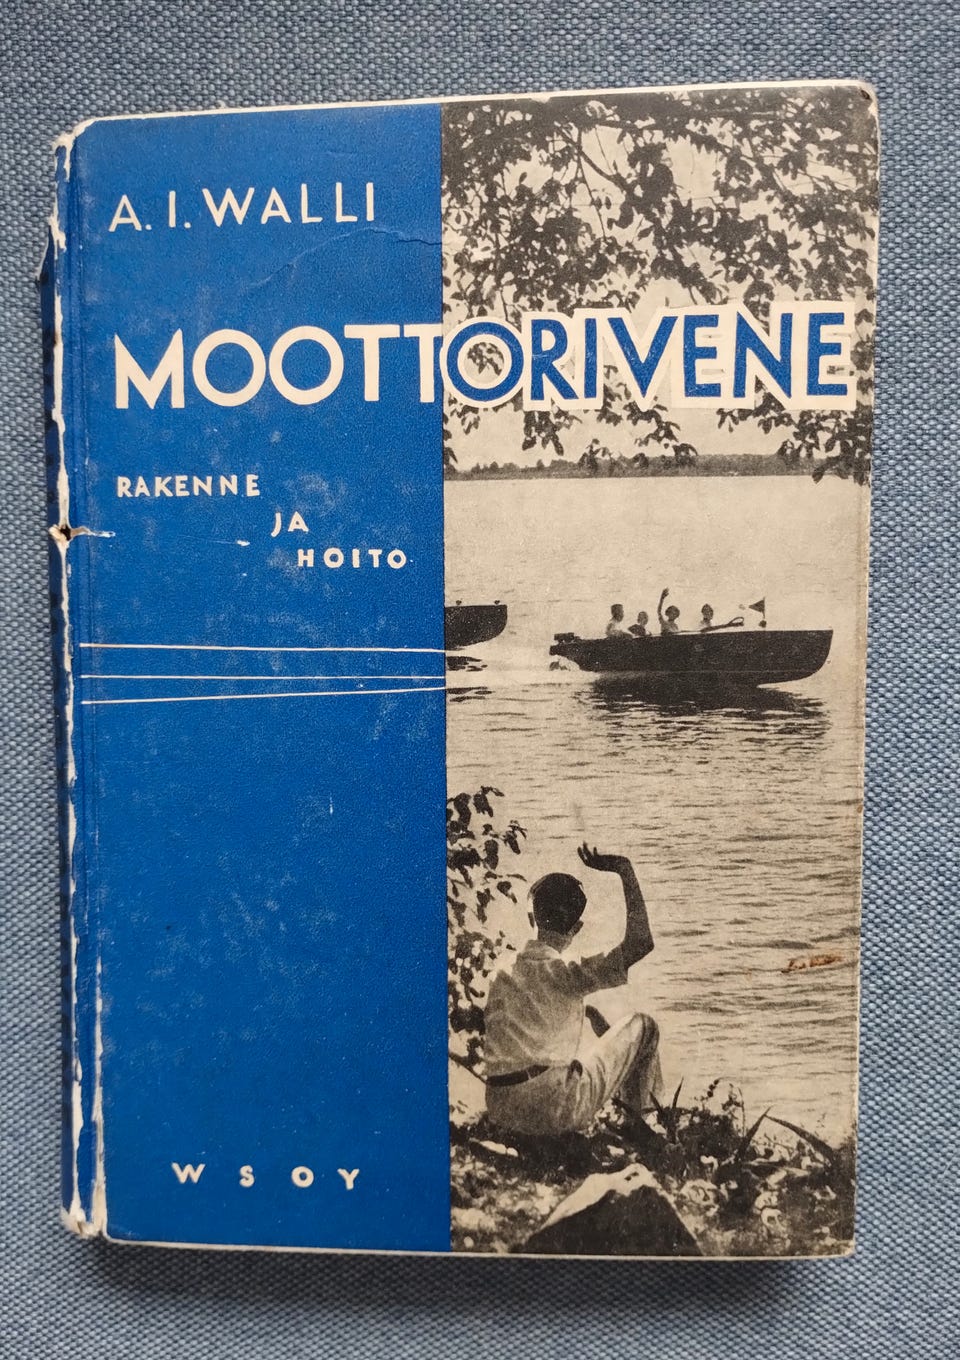 A. I. WALLI
MOOTTORIVENE
RAKENNE
JA
HOITO
WSOY